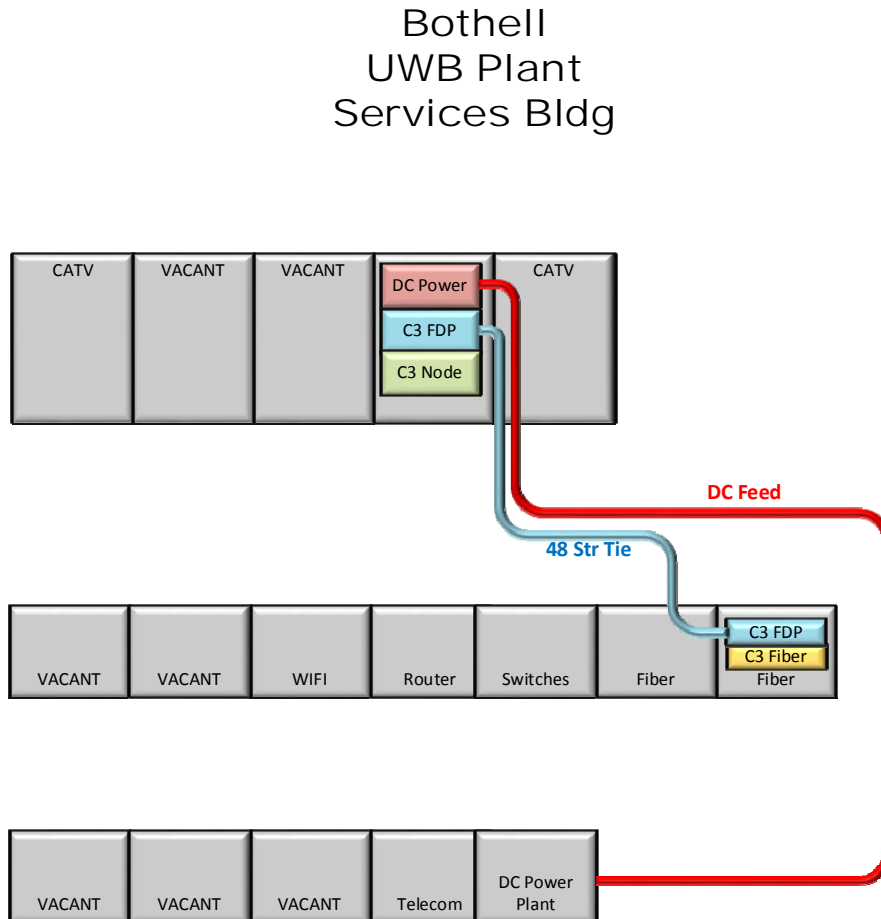 Bothell
UWB Plant
Services Bldg
CATV
VACANT
VACANT
DC Power
C3 FDP
C3 Node
CATV
DC Feed
48 Str Tie
VACANT
VACANT
WIFI
Router
Switches
Fiber
C3 FDP
C3 Fiber
Fiber
VACANT
VACANT
VACANT
Telecom
DC Power
Plant